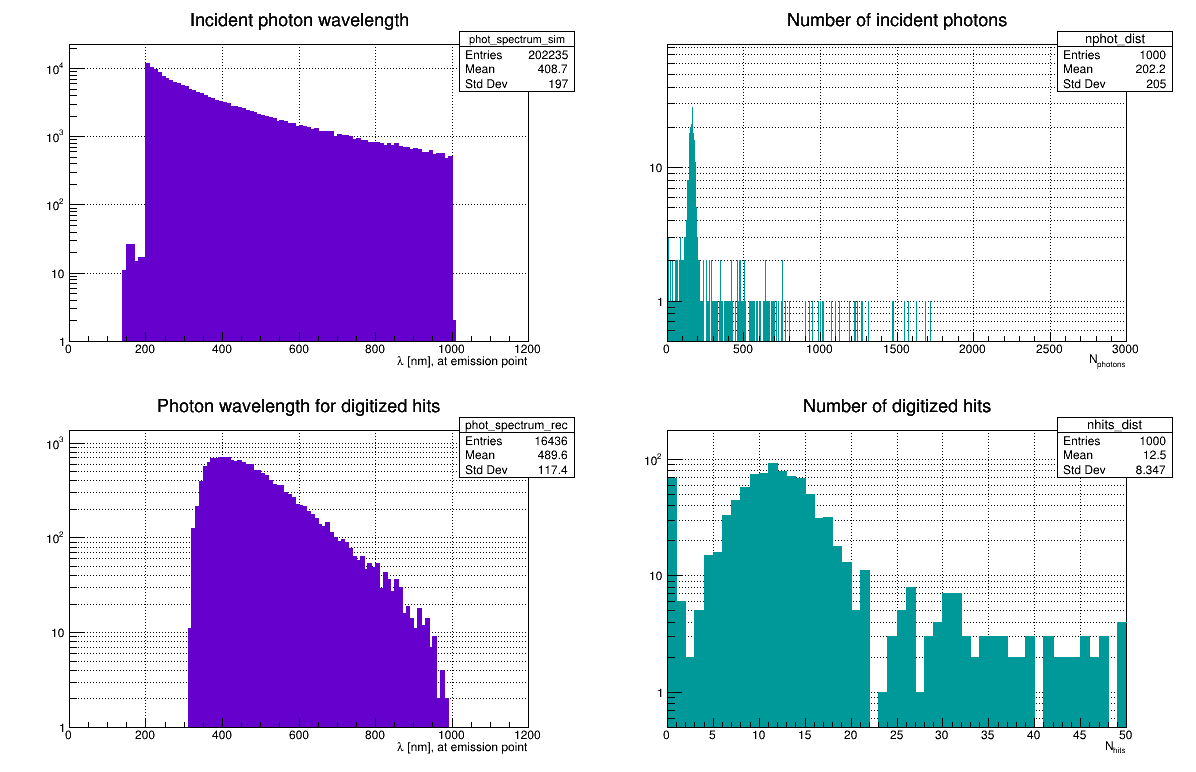 Incident photon wavelength
phot_spectrum_sim
Entries 202235
Mean 408.7
Std Dev 197
10^4
10^3
10^2
10
1
0 200 400 600 800 1000 1200
λ [nm], at emission point
Number of incident photons
nphot_dist
Entries 1000
Mean 202.2
Std Dev 205
10
1
0 500 1000 1500 2000 2500 3000
N_photons
Photon wavelength for digitized hits
phot_spectrum_rec
Entries 16436
Mean 489.6
Std Dev 117.4
10^3
10^2
10
1
0 200 400 600 800 1000 1200
λ [nm], at emission point
Number of digitized hits
nhits_dist
Entries 1000
Mean 12.5
Std Dev 8.347
10^2
10
1
0 5 10 15 20 25 30 35 40 45 50
N_hits